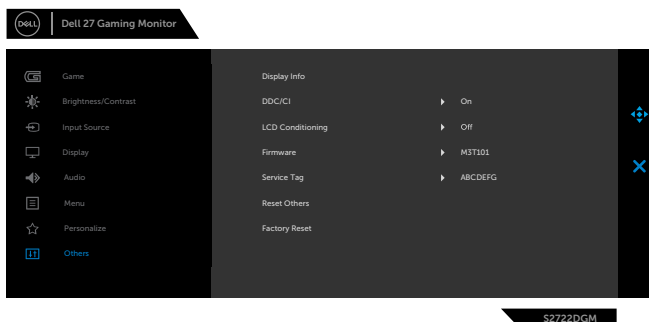 DELL Dell 27 Gaming Monitor
Game Display Info
Brightness/Contrast DDC/CI On
Input Source LCD Conditioning Off
Display Firmware M3T101
Audio Service Tag ABCDEFG
Menu Reset Others
Personalize Factory Reset
Others
S2722DGM